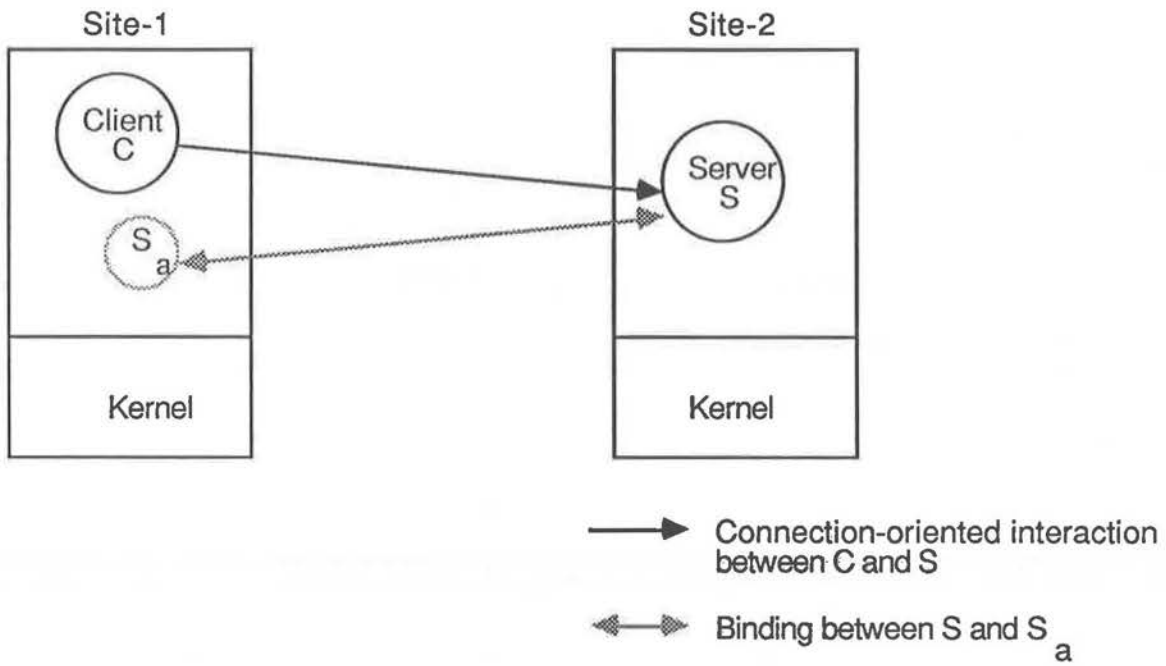 Site-1
Site-2
Client
C
Server
S
S
a
Kernel
Kernel
Connection-oriented interaction
between C and S
Binding between S and S
a